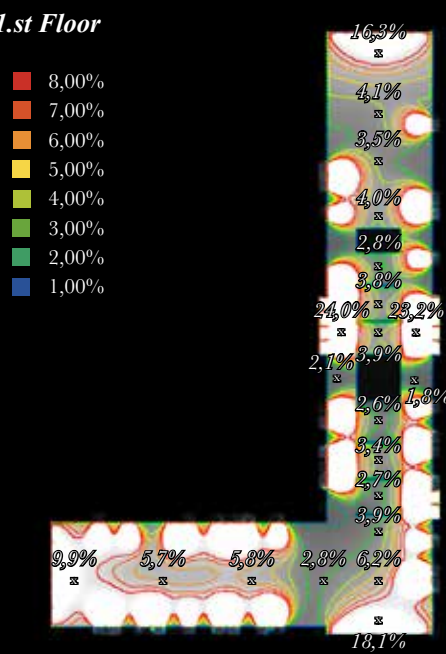 1.st Floor
8,00%
7,00%
6,00%
5,00%
4,00%
3,00%
2,00%
1,00%
16,3%
x
4,1%
x
3,5%
x
4,0%
x
2,8%
x
3,8%
x
24,0% 23,2%
x x x
3,9%
2,1%
x x
2,6% 1,8%
x
3,4%
x
2,7%
x
3,9%
x
9,9% 5,7% 5,8% 2,8% 6,2%
x x x x x
x
18,1%